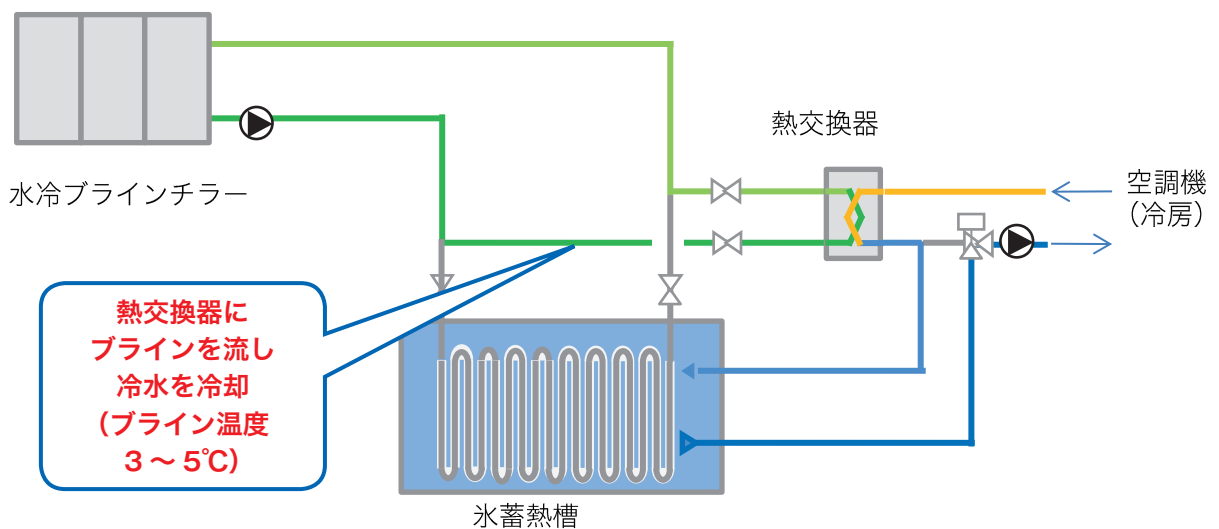 熱交換器
水冷ブラインチラー
空調機
（冷房）
熱交換器に
ブラインを流し
冷水を冷却
（ブライン温度
3～5℃）
氷蓄熱槽